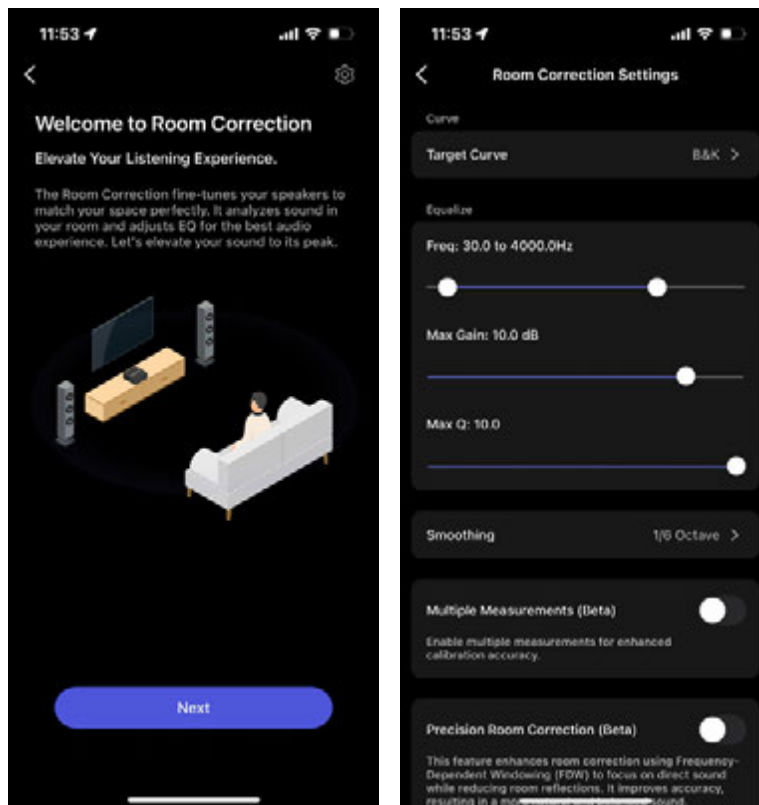 11:53
Welcome to Room Correction
Elevate Your Listening Experience.
The Room Correction fine-tunes your speakers to
match your space perfectly. It analyzes sound in
your room and adjusts EQ for the best audio
experience. Let's elevate your sound to its peak.
Next
11:53
Room Correction Settings
Curve
Target Curve
B&K
Equalize
Freq: 30.0 to 4000.0Hz
Max Gain: 10.0 dB
Max Q: 10.0
Smoothing
1/6 Octave
Multiple Measurements (Beta)
Enable multiple measurements for enhanced
calibration accuracy.
Precision Room Correction (Beta)
This feature enhances room correction using Frequency-
Dependent Windowing (FDW) to focus on direct sound
while reducing room reflections. It improves accuracy,
resulting in a